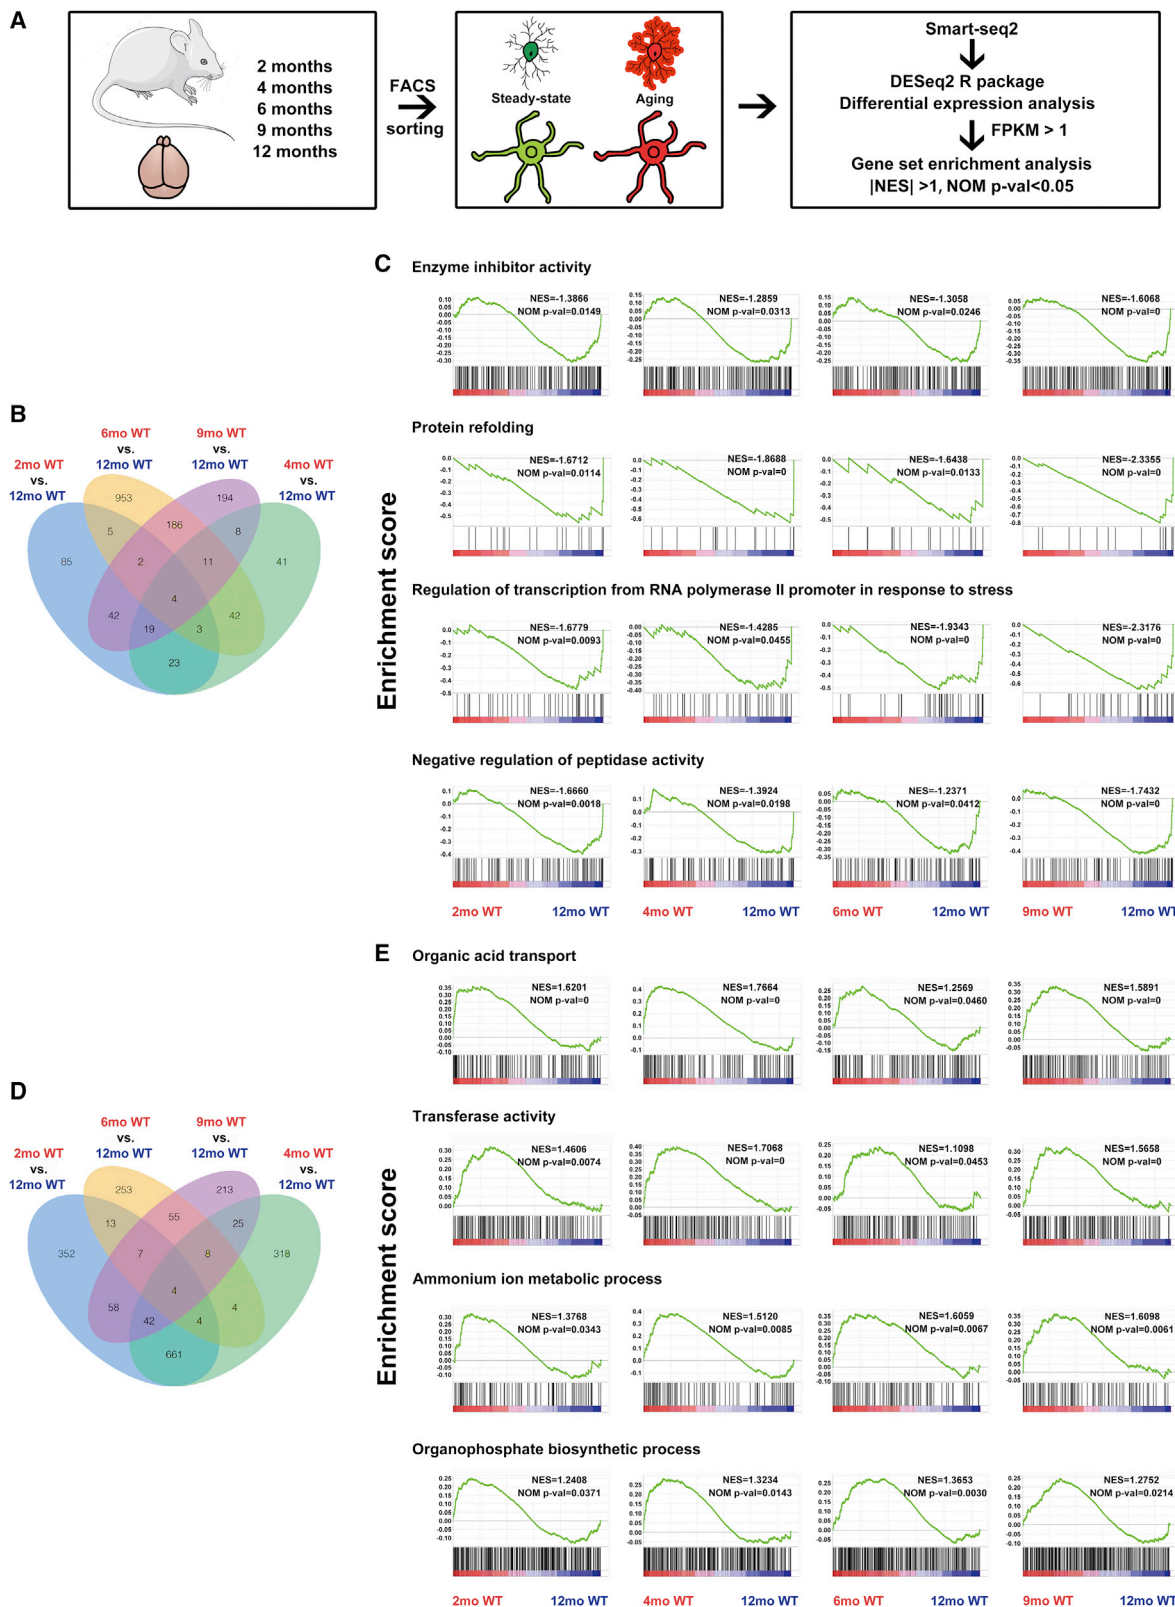 A
2 months
4 months
6 months
9 months
12 months
FACS
sorting
Steady-state
Aging
Smart-seq2
DESeq2 R package
Differential expression analysis
FPKM > 1
Gene set enrichment analysis
|NES| >1, NOM p-val<0.05
B
2mo WT
vs.
12mo WT
6mo WT
vs.
12mo WT
9mo WT
vs.
12mo WT
4mo WT
vs.
12mo WT
953
194
5
186
8
85
2
11
41
4
42
19
3
42
23
C
Enrichment score
Enzyme inhibitor activity
NES=-1.3866
NOM p-val=0.0149
NES=-1.2859
NOM p-val=0.0313
NES=-1.3058
NOM p-val=0.0246
NES=-1.6068
NOM p-val=0
Protein refolding
NES=-1.6712
NOM p-val=0.0114
NES=-1.8688
NOM p-val=0
NES=-1.6438
NOM p-val=0.0133
NES=-2.3355
NOM p-val=0
Regulation of transcription from RNA polymerase II promoter in response to stress
NES=-1.6779
NOM p-val=0.0093
NES=-1.4285
NOM p-val=0.0455
NES=-1.9343
NOM p-val=0
NES=-2.3176
NOM p-val=0
Negative regulation of peptidase activity
NES=-1.6660
NOM p-val=0.0018
NES=-1.3924
NOM p-val=0.0198
NES=-1.2371
NOM p-val=0.0412
NES=-1.7432
NOM p-val=0
2mo WT 12mo WT 4mo WT 12mo WT 6mo WT 12mo WT 9mo WT 12mo WT
D
2mo WT
vs.
12mo WT
6mo WT
vs.
12mo WT
9mo WT
vs.
12mo WT
4mo WT
vs.
12mo WT
253
213
13
55
25
352
7
8
318
4
58
42
4
4
661
E
Enrichment score
Organic acid transport
NES=1.6201
NOM p-val=0
NES=1.7664
NOM p-val=0
NES=1.2569
NOM p-val=0.0460
NES=1.5891
NOM p-val=0
Transferase activity
NES=1.4606
NOM p-val=0.0074
NES=1.7068
NOM p-val=0
NES=1.1098
NOM p-val=0.0453
NES=1.5658
NOM p-val=0
Ammonium ion metabolic process
NES=1.3768
NOM p-val=0.0343
NES=1.5120
NOM p-val=0.0085
NES=1.6059
NOM p-val=0.0067
NES=1.6098
NOM p-val=0.0061
Organophosphate biosynthetic process
NES=1.2408
NOM p-val=0.0371
NES=1.3234
NOM p-val=0.0143
NES=1.3653
NOM p-val=0.0030
NES=1.2752
NOM p-val=0.0214
2mo WT 12mo WT 4mo WT 12mo WT 6mo WT 12mo WT 9mo WT 12mo WT